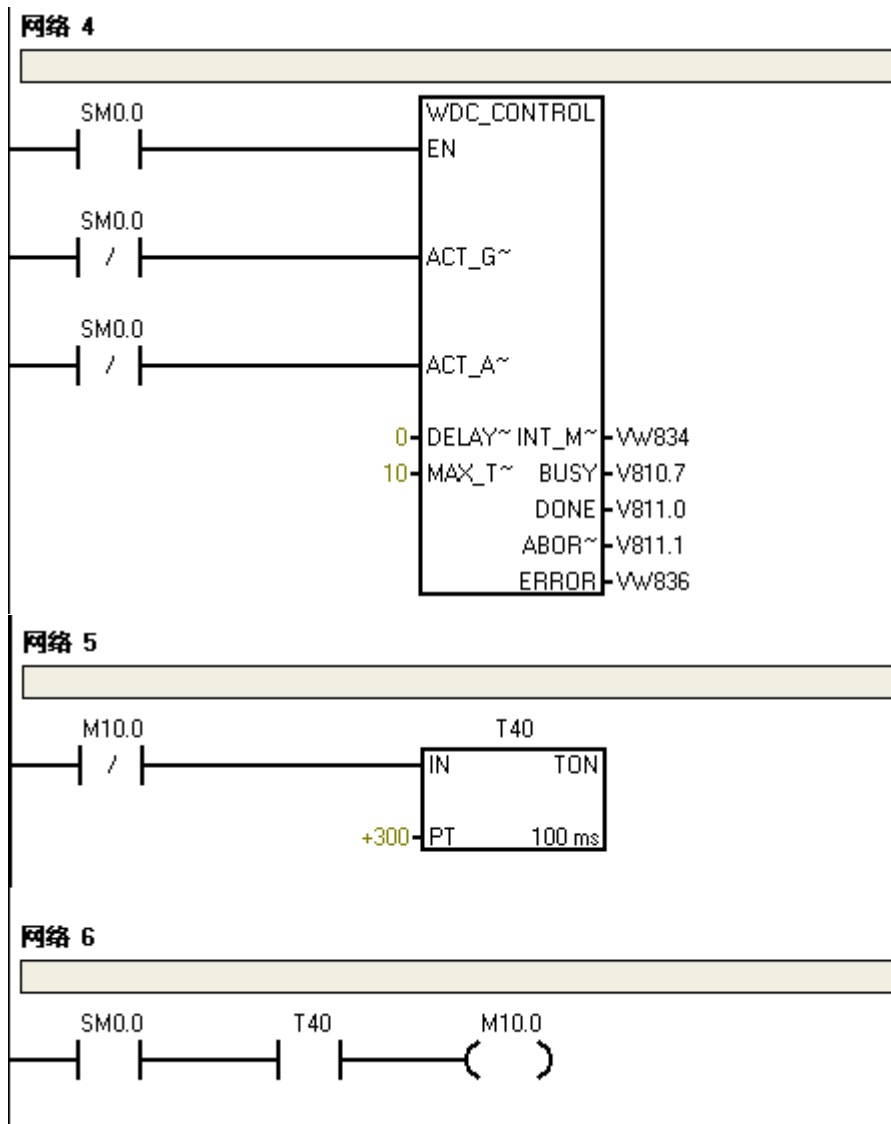 网络 4
SM0.0
WDC_CONTROL
EN
SM0.0
/
ACT_G~
SM0.0
/
ACT_A~
0 DELAY~ INT_M~ VW834
10 MAX_T~ BUSY V810.7
DONE V811.0
ABOR~ V811.1
ERROR VW836
网络 5
M10.0 T40
/ IN TON
+300 PT 100 ms
网络 6
SM0.0 T40 M10.0